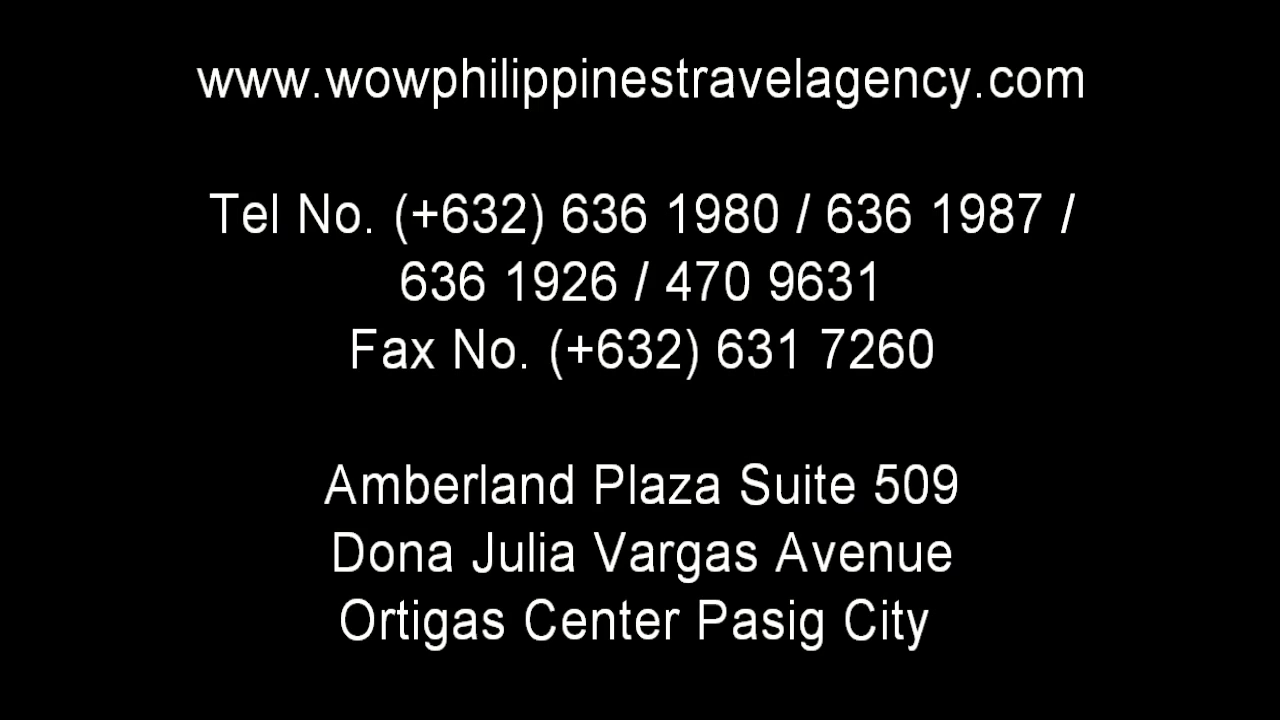 www.wowphilippinestravelagency.com
Tel No. (+632) 636 1980 / 636 1987 /
636 1926 / 470 9631
Fax No. (+632) 631 7260
Amberland Plaza Suite 509
Dona Julia Vargas Avenue
Ortigas Center Pasig City